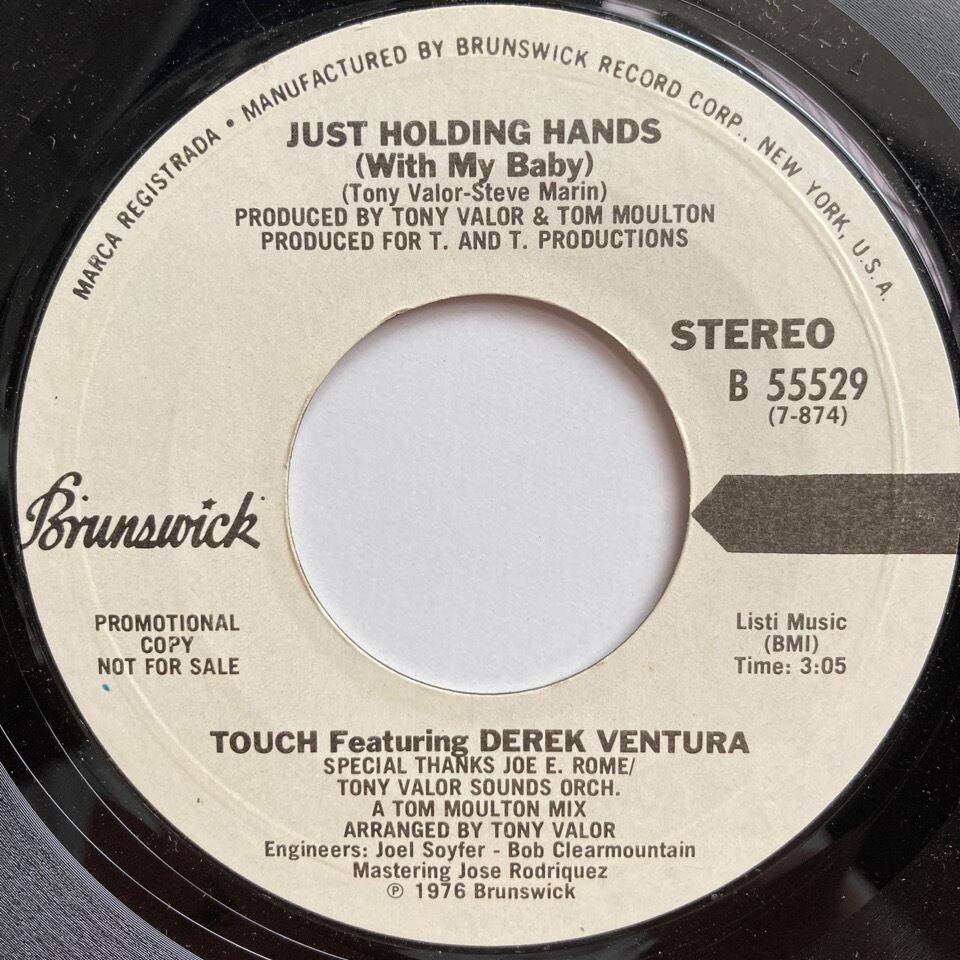 MARCA REGISTRADA • MANUFACTURED BY BRUNSWICK RECORD CORP., NEW YORK, U.S.A.
JUST HOLDING HANDS
(With My Baby)
(Tony Valor-Steve Marin)
PRODUCED BY TONY VALOR & TOM MOULTON
PRODUCED FOR T. AND T. PRODUCTIONS
STEREO
B 55529
(7-874)
Brunswick
PROMOTIONAL
COPY
NOT FOR SALE
Listi Music
(BMI)
Time: 3:05
TOUCH Featuring DEREK VENTURA
SPECIAL THANKS JOE E. ROME/
TONY VALOR SOUNDS ORCH.
A TOM MOULTON MIX
ARRANGED BY TONY VALOR
Engineers: Joel Soyfer - Bob Clearmountain
Mastering Jose Rodriquez
℗ 1976 Brunswick